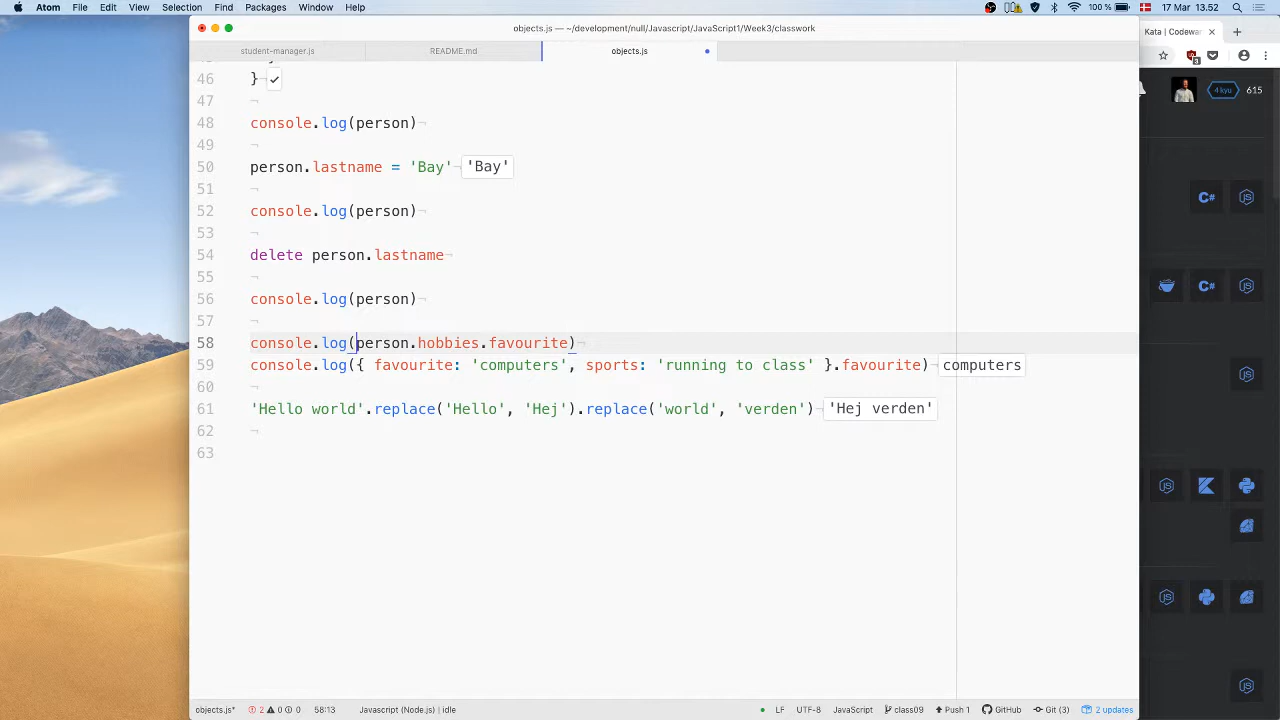 Atom File Edit View Selection Find Packages Window Help 100 % 17 Mar 13.52
objects.js — ~/development/null/Javascript/JavaScript1/Week3/classwork
Kata | Codewar
student-manager.js README.md objects.js
3
4 kyu 615
46 }
47
48 console.log(person)
49
50 person.lastname = 'Bay' 'Bay'
51
52 console.log(person)
53
54 delete person.lastname
55
56 console.log(person)
57
58 console.log(person.hobbies.favourite)
59 console.log({ favourite: 'computers', sports: 'running to class' }.favourite) computers
60
61 'Hello world'.replace('Hello', 'Hej').replace('world', 'verden') 'Hej verden'
62
63
C#
C#
objects.js* 2 0 0 58:13 Javascript (Node.js) | idle LF UTF-8 JavaScript class09 Push 1 GitHub Git (3) 2 updates